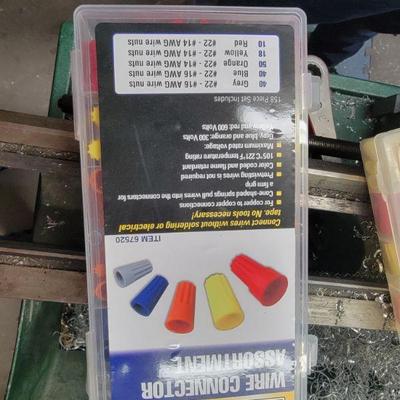 WIRE CONNECTOR
ASSORTMENT
ITEM 67520
Connect wires without soldering or electrical
tape. No tools necessary!
For copper to copper connections
Cane-shaped springs pull wires into the connectors for
a firm grip
Pretwisting wires is not required
Color coded and flame retardant
105°C/221°F temperature rating
Maximum rated voltage:
Grey, blue and orange: 300 Volts
Yellow and red: 600 Volts
158 Piece Set Includes
40 Grey #22 - #16 AWG wire nuts
40 Blue #22 - #16 AWG wire nuts
50 Orange #22 - #14 AWG wire nuts
18 Yellow #22 - #14 AWG wire nuts
10 Red #22 - #14 AWG wire nuts